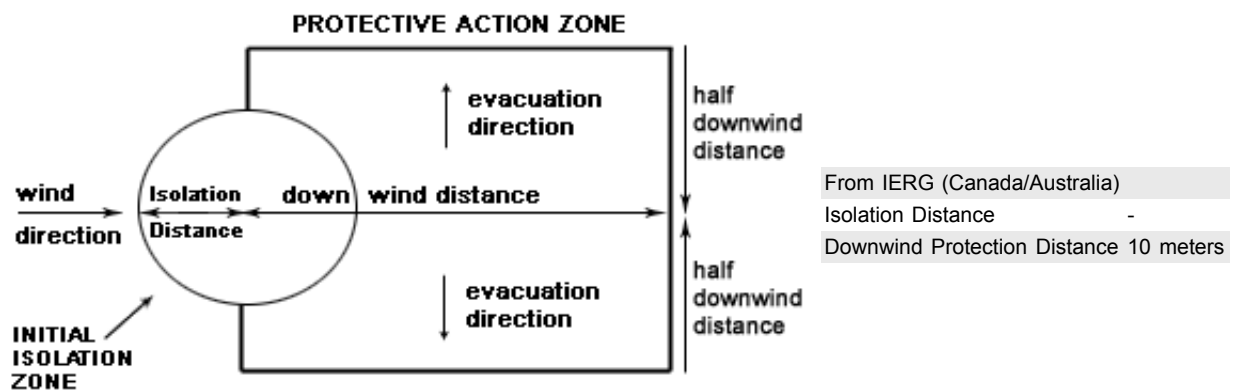 PROTECTIVE ACTION ZONE
evacuation
direction
half
downwind
distance
wind
direction
Isolation
Distance
down wind distance
evacuation
direction
half
downwind
distance
INITIAL
ISOLATION
ZONE
From IERG (Canada/Australia)
Isolation Distance -
Downwind Protection Distance 10 meters